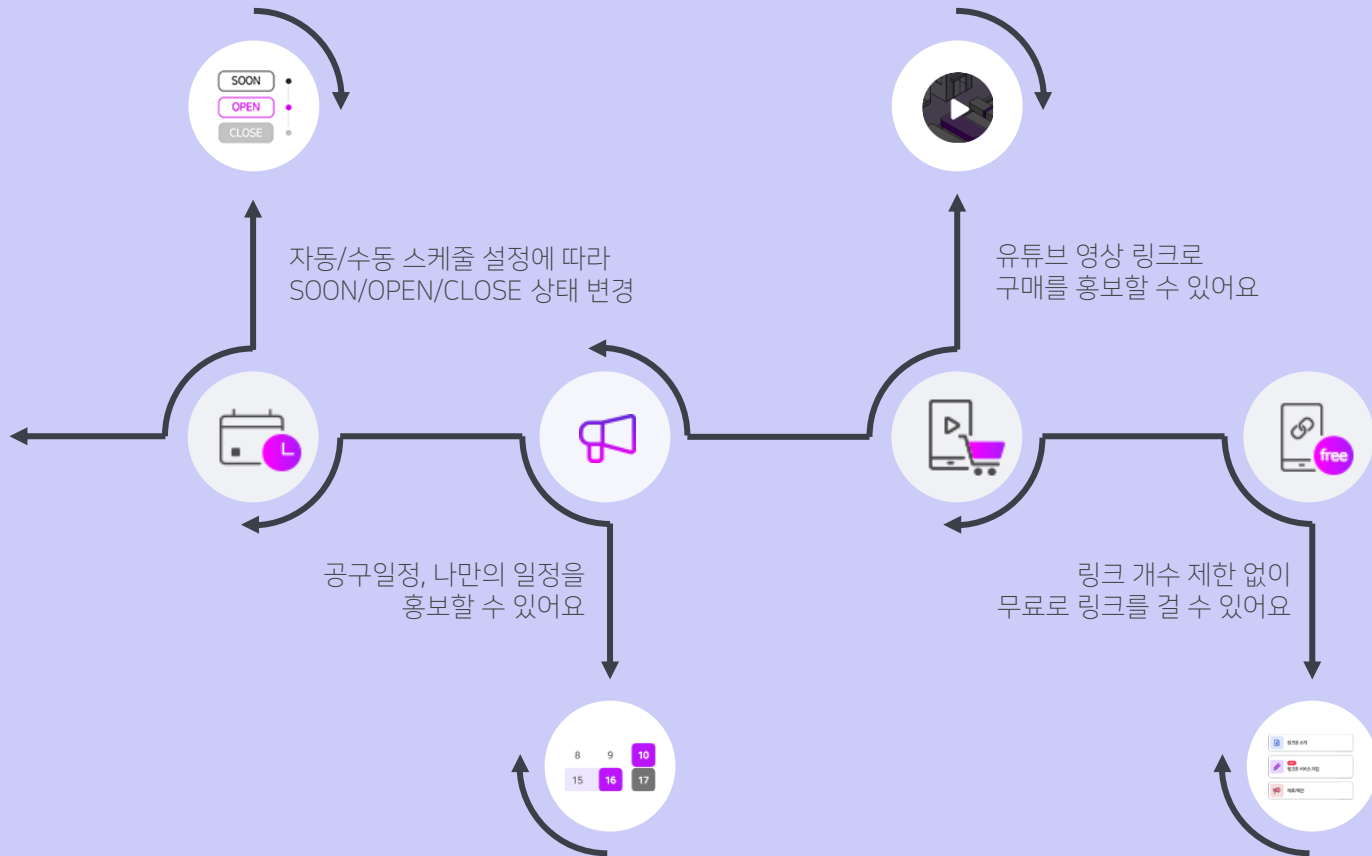 SOON
OPEN
CLOSE
자동/수동 스케줄 설정에 따라
SOON/OPEN/CLOSE 상태 변경
유튜브 영상 링크로
구매를 홍보할 수 있어요
free
공구일정, 나만의 일정을
홍보할 수 있어요
링크 개수 제한 없이
무료로 링크를 걸 수 있어요
8 9 10
15 16 17